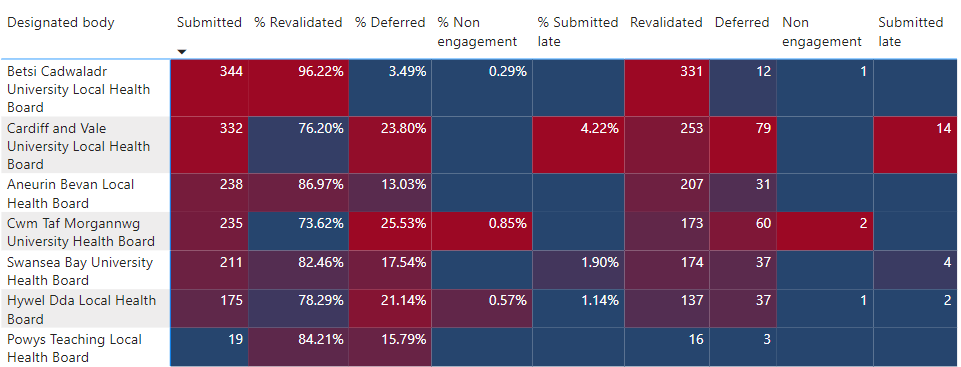 Designated body Submitted % Revalidated % Deferred % Non engagement % Submitted late Revalidated Deferred Non engagement Submitted late
Betsi Cadwaladr University Local Health Board 344 96.22% 3.49% 0.29% 331 12 1
Cardiff and Vale University Local Health Board 332 76.20% 23.80% 4.22% 253 79 14
Aneurin Bevan Local Health Board 238 86.97% 13.03% 207 31
Cwm Taf Morgannwg University Health Board 235 73.62% 25.53% 0.85% 173 60 2
Swansea Bay University Health Board 211 82.46% 17.54% 1.90% 174 37 4
Hywel Dda Local Health Board 175 78.29% 21.14% 0.57% 1.14% 137 37 1 2
Powys Teaching Local Health Board 19 84.21% 15.79% 16 3